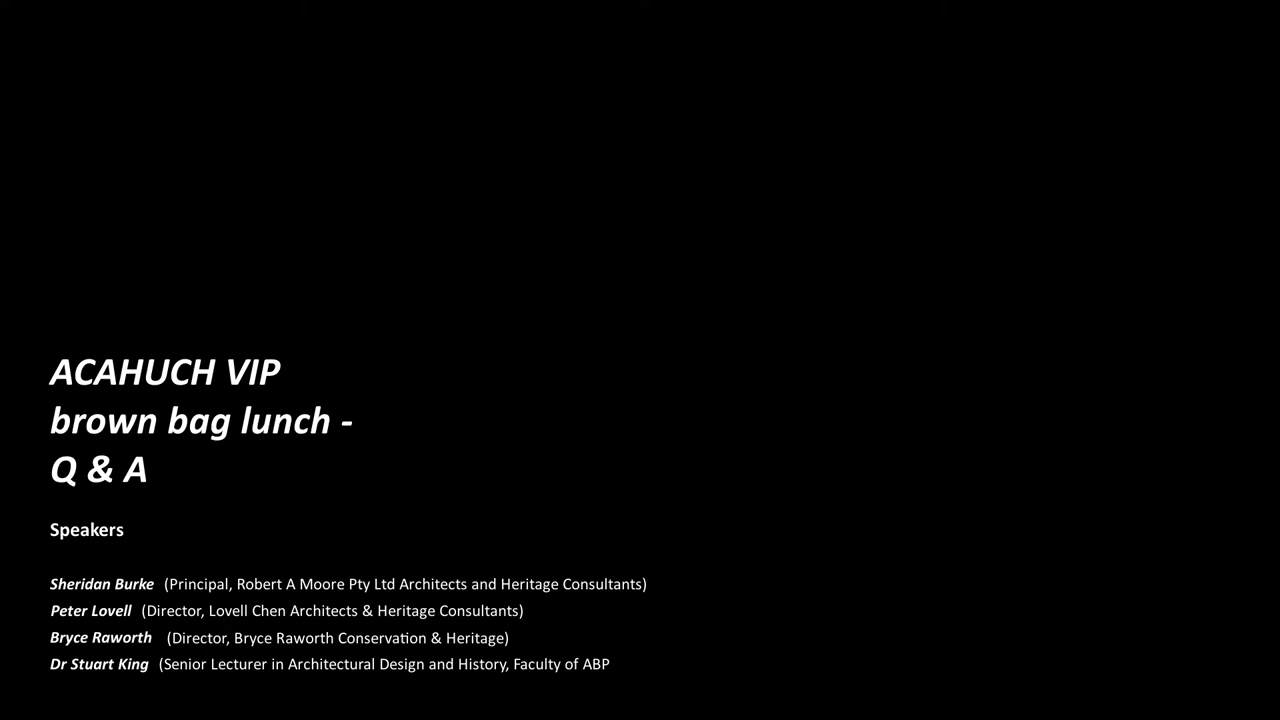 ACAHUCH VIP
brown bag lunch -
Q & A
Speakers
Sheridan Burke (Principal, Robert A Moore Pty Ltd Architects and Heritage Consultants)
Peter Lovell (Director, Lovell Chen Architects & Heritage Consultants)
Bryce Raworth (Director, Bryce Raworth Conservation & Heritage)
Dr Stuart King (Senior Lecturer in Architectural Design and History, Faculty of ABP